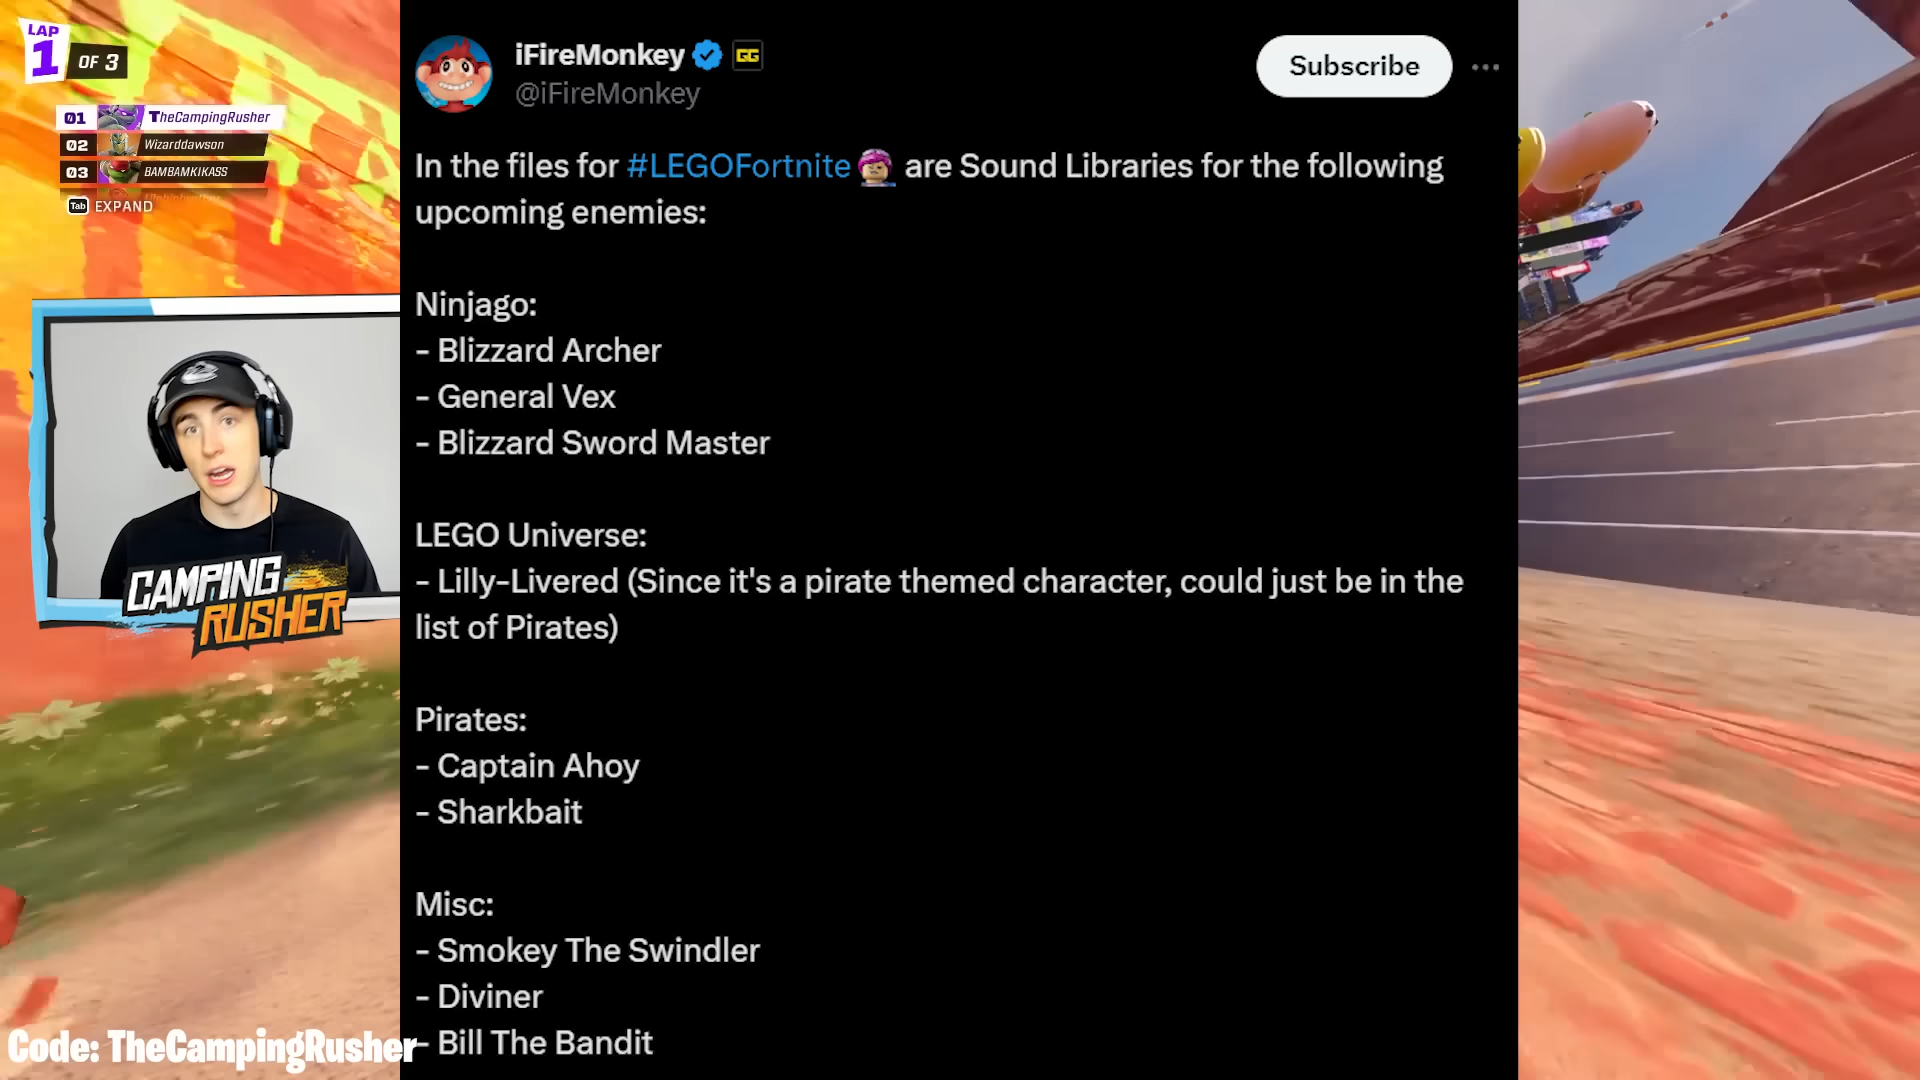 LAP
1 OF 3
01 TheCampingRusher
02 Wizarddawson
03 BAMBAMKIKASS
Tab EXPAND
CAMPING
RUSHER
Code: TheCampingRusher
iFireMonkey GG
@iFireMonkey
Subscribe
In the files for #LEGOFortnite are Sound Libraries for the following
upcoming enemies:
Ninjago:
- Blizzard Archer
- General Vex
- Blizzard Sword Master
LEGO Universe:
- Lilly-Livered (Since it's a pirate themed character, could just be in the
list of Pirates)
Pirates:
- Captain Ahoy
- Sharkbait
Misc:
- Smokey The Swindler
- Diviner
- Bill The Bandit